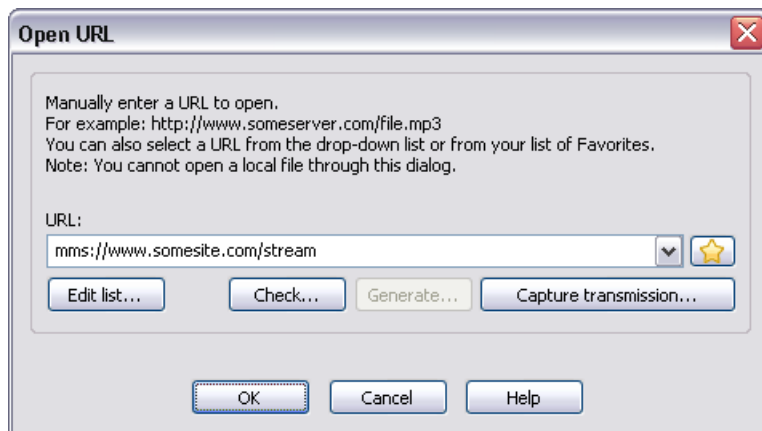 Open URL
Manually enter a URL to open.
For example: http://www.someserver.com/file.mp3
You can also select a URL from the drop-down list or from your list of Favorites.
Note: You cannot open a local file through this dialog.
URL:
mms://www.somesite.com/stream
Edit list... Check... Generate... Capture transmission...
OK Cancel Help